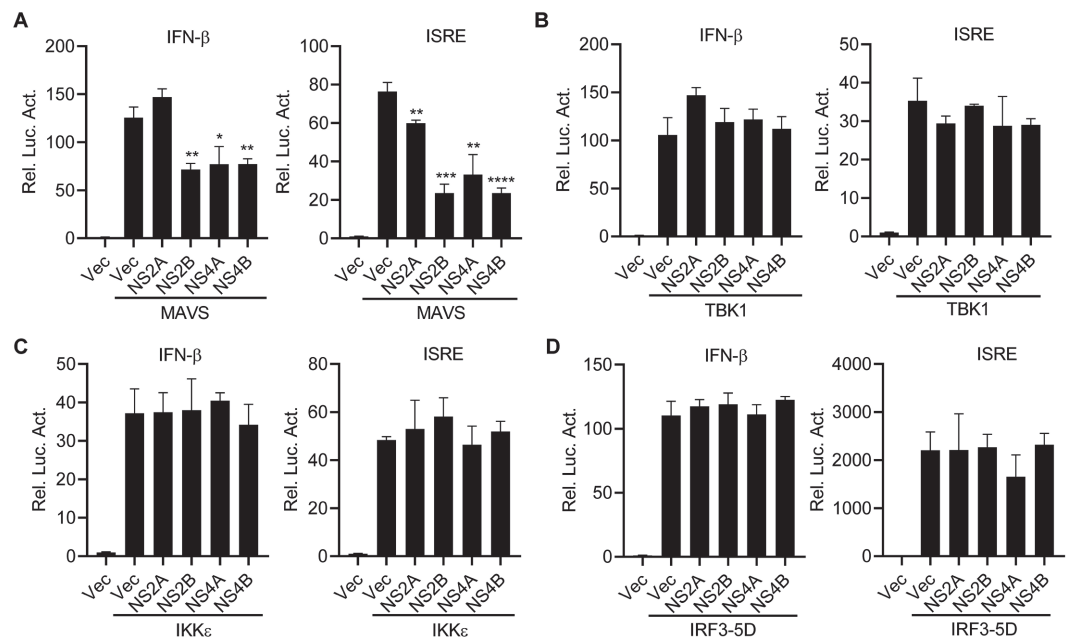 A
IFN-β
Rel. Luc. Act.
200
150
100
50
0
**
*
**
Vec
Vec
NS2A
NS2B
NS4A
NS4B
MAVS
ISRE
Rel. Luc. Act.
100
80
60
40
20
0
**
***
**
****
Vec
Vec
NS2A
NS2B
NS4A
NS4B
MAVS
B
IFN-β
Rel. Luc. Act.
200
150
100
50
0
Vec
Vec
NS2A
NS2B
NS4A
NS4B
TBK1
ISRE
Rel. Luc. Act.
50
40
30
20
10
0
Vec
Vec
NS2A
NS2B
NS4A
NS4B
TBK1
C
IFN-β
Rel. Luc. Act.
50
40
30
20
10
0
Vec
Vec
NS2A
NS2B
NS4A
NS4B
IKKε
ISRE
Rel. Luc. Act.
80
60
40
20
0
Vec
Vec
NS2A
NS2B
NS4A
NS4B
IKKε
D
IFN-β
Rel. Luc. Act.
150
100
50
0
Vec
Vec
NS2A
NS2B
NS4A
NS4B
IRF3-5D
ISRE
Rel. Luc. Act.
4000
3000
2000
1000
0
Vec
Vec
NS2A
NS2B
NS4A
NS4B
IRF3-5D